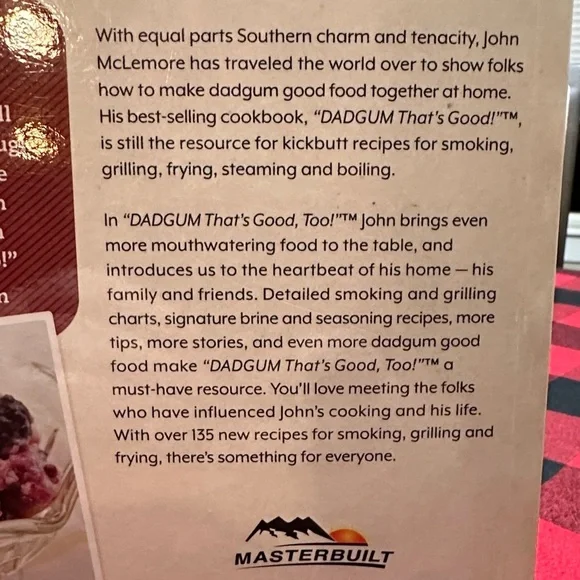 With equal parts Southern charm and tenacity, John
McLemore has traveled the world over to show folks
how to make dadgum good food together at home.
His best-selling cookbook, “DADGUM That's Good!”™,
is still the resource for kickbutt recipes for smoking,
grilling, frying, steaming and boiling.
In “DADGUM That's Good, Too!”™ John brings even
more mouthwatering food to the table, and
introduces us to the heartbeat of his home — his
family and friends. Detailed smoking and grilling
charts, signature brine and seasoning recipes, more
tips, more stories, and even more dadgum good
food make “DADGUM That's Good, Too!”™ a
must-have resource. You'll love meeting the folks
who have influenced John's cooking and his life.
With over 135 new recipes for smoking, grilling and
frying, there's something for everyone.
MASTERBUILT